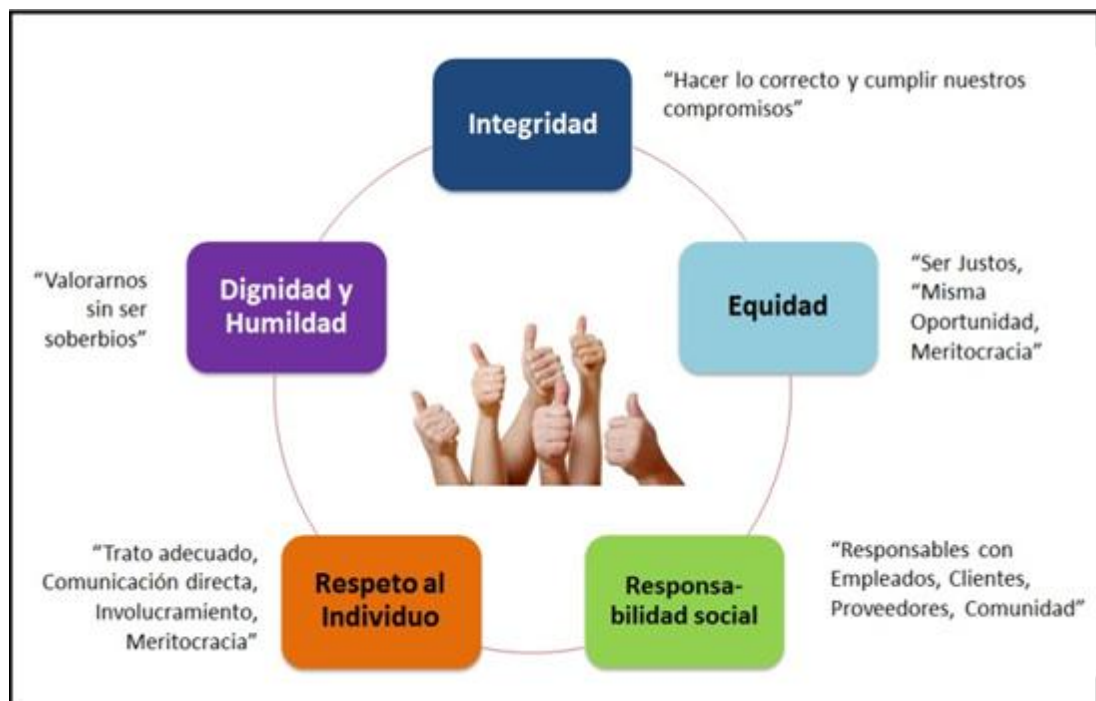 Integridad
“Hacer lo correcto y cumplir nuestros
compromisos”
Equidad
“Ser Justos,
“Misma
Oportunidad,
Meritocracia”
Responsa-
bilidad social
“Responsables con
Empleados, Clientes,
Proveedores, Comunidad”
Respeto al
Individuo
“Trato adecuado,
Comunicación directa,
Involucramiento,
Meritocracia”
Dignidad y
Humildad
“Valorarnos
sin ser
soberbios”